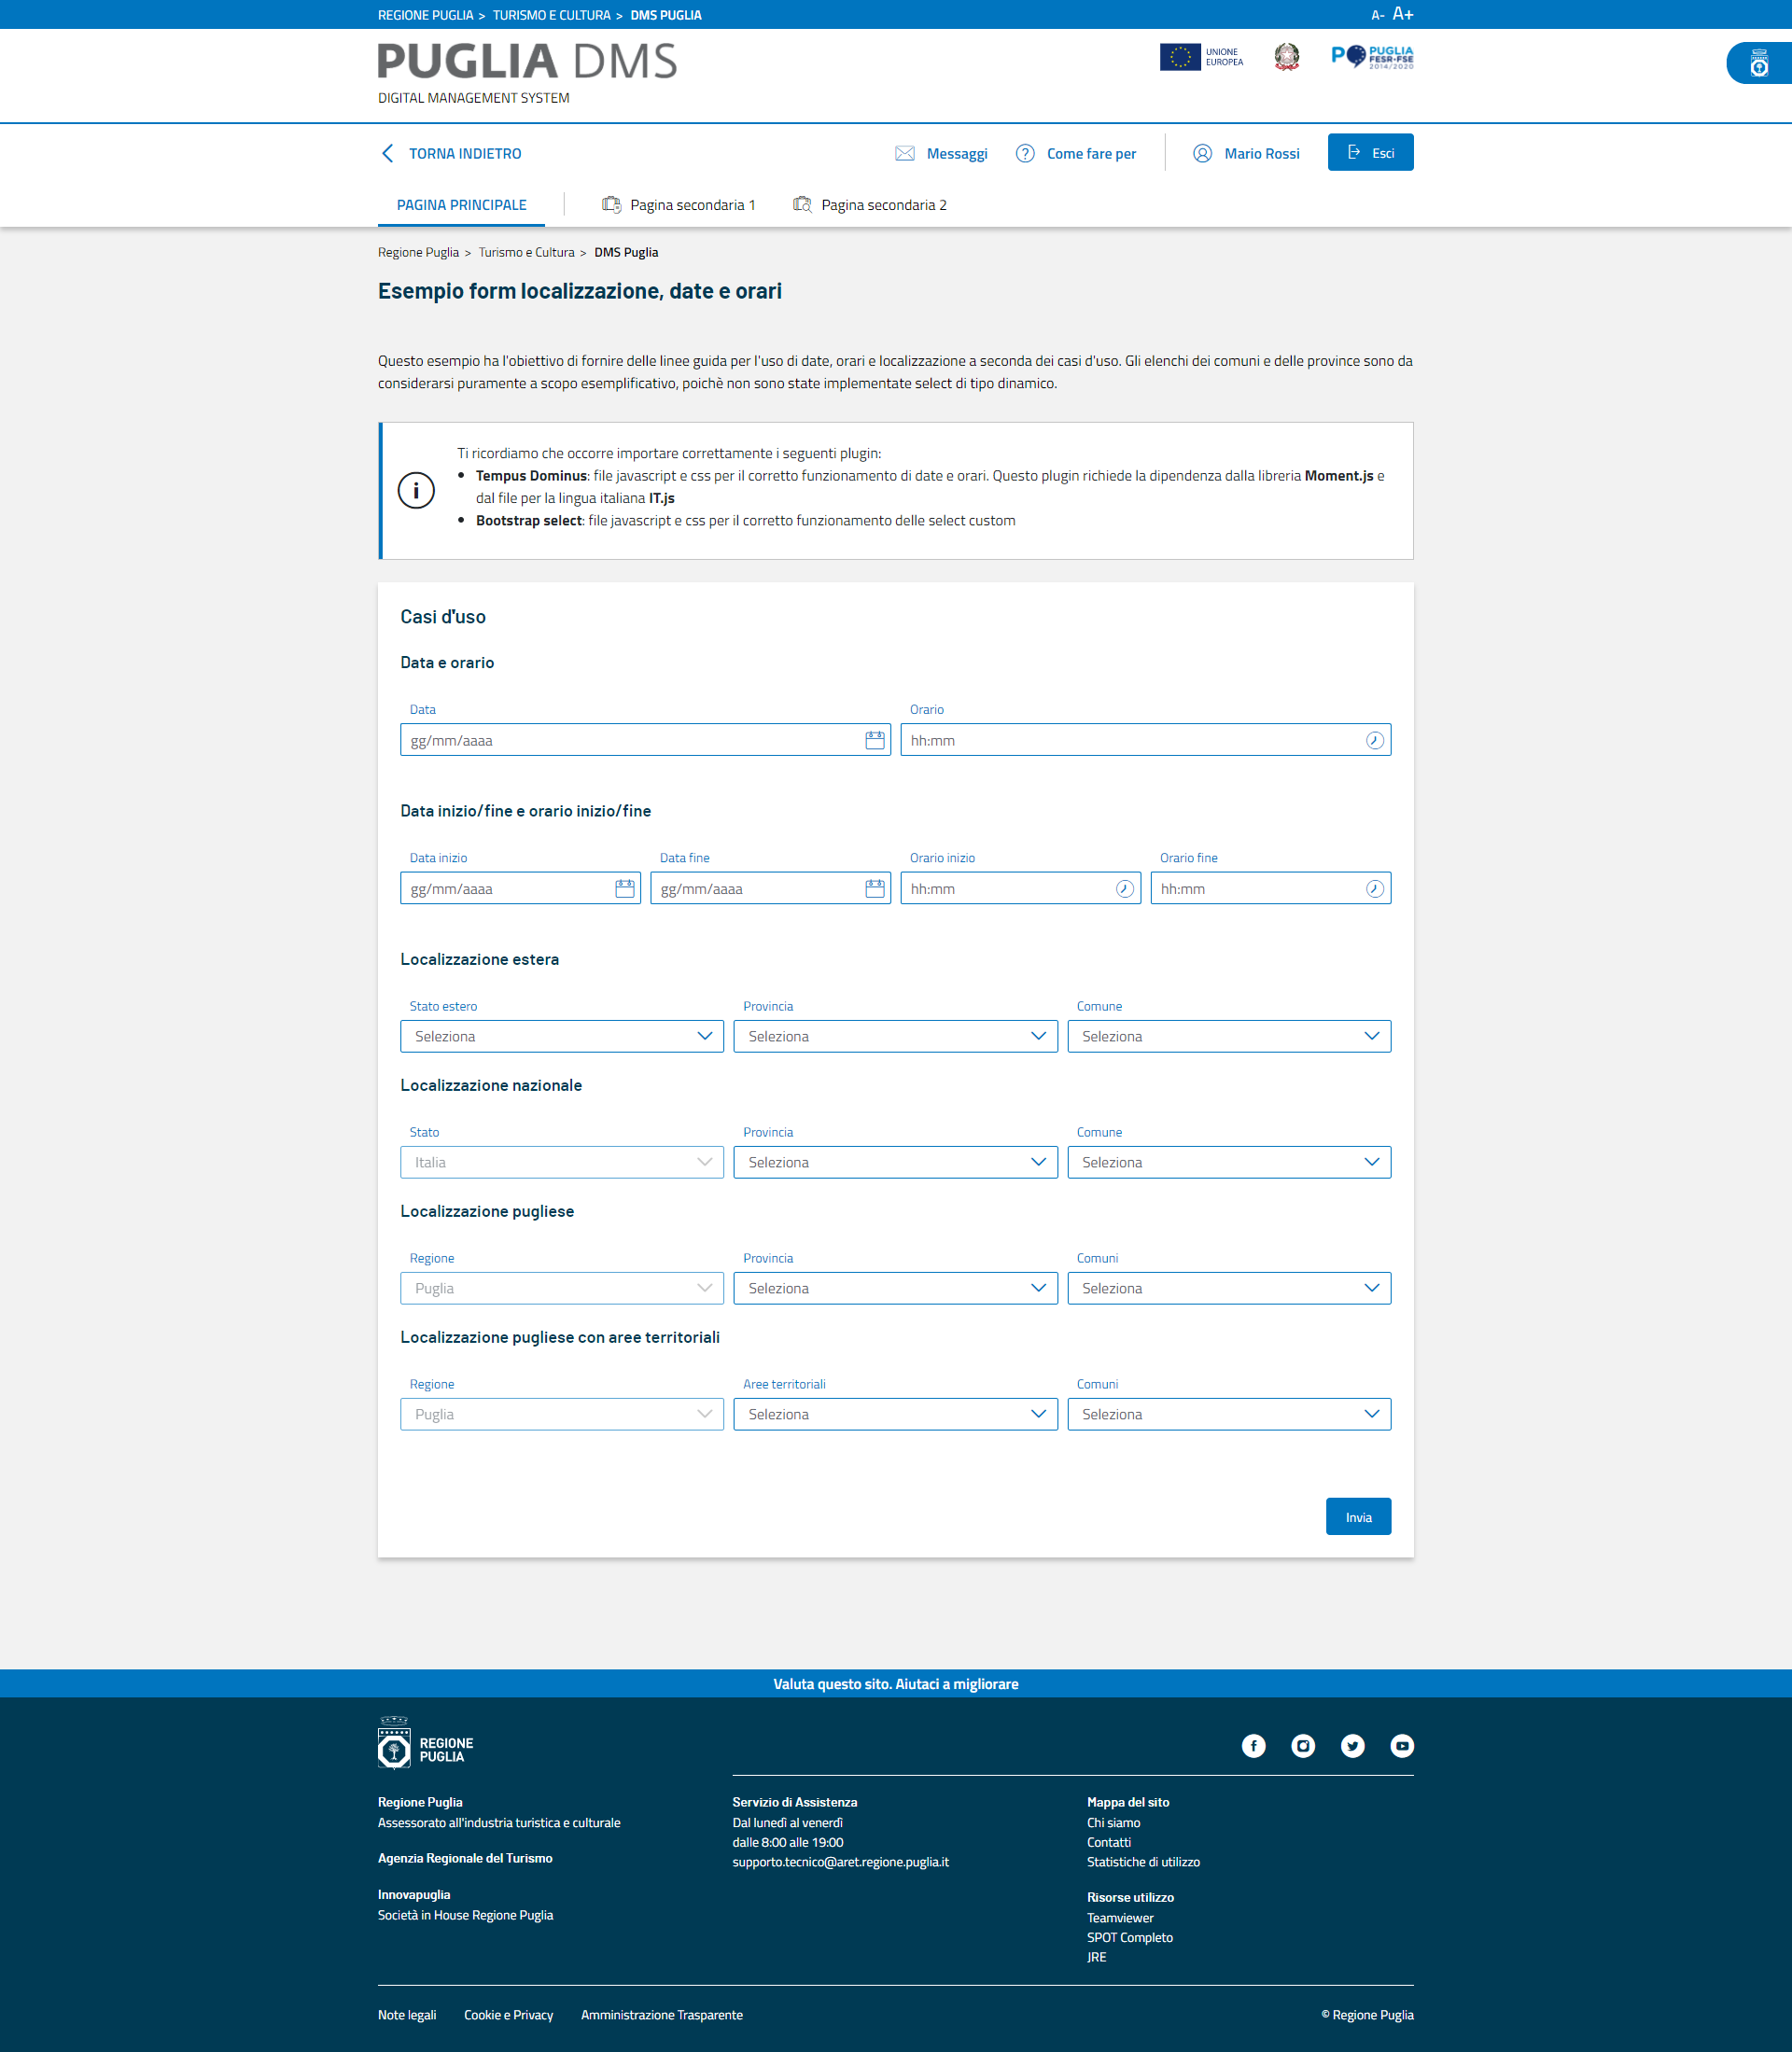 REGIONE PUGLIA > TURISMO E CULTURA > DMS PUGLIA
A- A+
PUGLIA DMS
DIGITAL MANAGEMENT SYSTEM
UNIONE
EUROPEA
PO PUGLIA
FESR-FSE
2014/2020
TORNA INDIETRO
Messaggi
Come fare per
Mario Rossi
Esci
PAGINA PRINCIPALE
Pagina secondaria 1
Pagina secondaria 2
Regione Puglia > Turismo e Cultura > DMS Puglia
Esempio form localizzazione, date e orari
Questo esempio ha l'obiettivo di fornire delle linee guida per l'uso di date, orari e localizzazione a seconda dei casi d'uso. Gli elenchi dei comuni e delle province sono da
considerarsi puramente a scopo esemplificativo, poichè non sono state implementate select di tipo dinamico.
Ti ricordiamo che occorre importare correttamente i seguenti plugin:
• Tempus Dominus: file javascript e css per il corretto funzionamento di date e orari. Questo plugin richiede la dipendenza dalla libreria Moment.js e
dal file per la lingua italiana IT.js
• Bootstrap select: file javascript e css per il corretto funzionamento delle select custom
Casi d'uso
Data e orario
Data Orario
gg/mm/aaaa hh:mm
Data inizio/fine e orario inizio/fine
Data inizio Data fine Orario inizio Orario fine
gg/mm/aaaa gg/mm/aaaa hh:mm hh:mm
Localizzazione estera
Stato estero Provincia Comune
Seleziona Seleziona Seleziona
Localizzazione nazionale
Stato Provincia Comune
Italia Seleziona Seleziona
Localizzazione pugliese
Regione Provincia Comuni
Puglia Seleziona Seleziona
Localizzazione pugliese con aree territoriali
Regione Aree territoriali Comuni
Puglia Seleziona Seleziona
Invia
Valuta questo sito. Aiutaci a migliorare
REGIONE
PUGLIA
Regione Puglia
Assessorato all'industria turistica e culturale
Agenzia Regionale del Turismo
Innovapuglia
Società in House Regione Puglia
Servizio di Assistenza
Dal lunedì al venerdì
dalle 8:00 alle 19:00
supporto.tecnico@aret.regione.puglia.it
Mappa del sito
Chi siamo
Contatti
Statistiche di utilizzo
Risorse utilizzo
Teamviewer
SPOT Completo
JRE
Note legali
Cookie e Privacy
Amministrazione Trasparente
© Regione Puglia